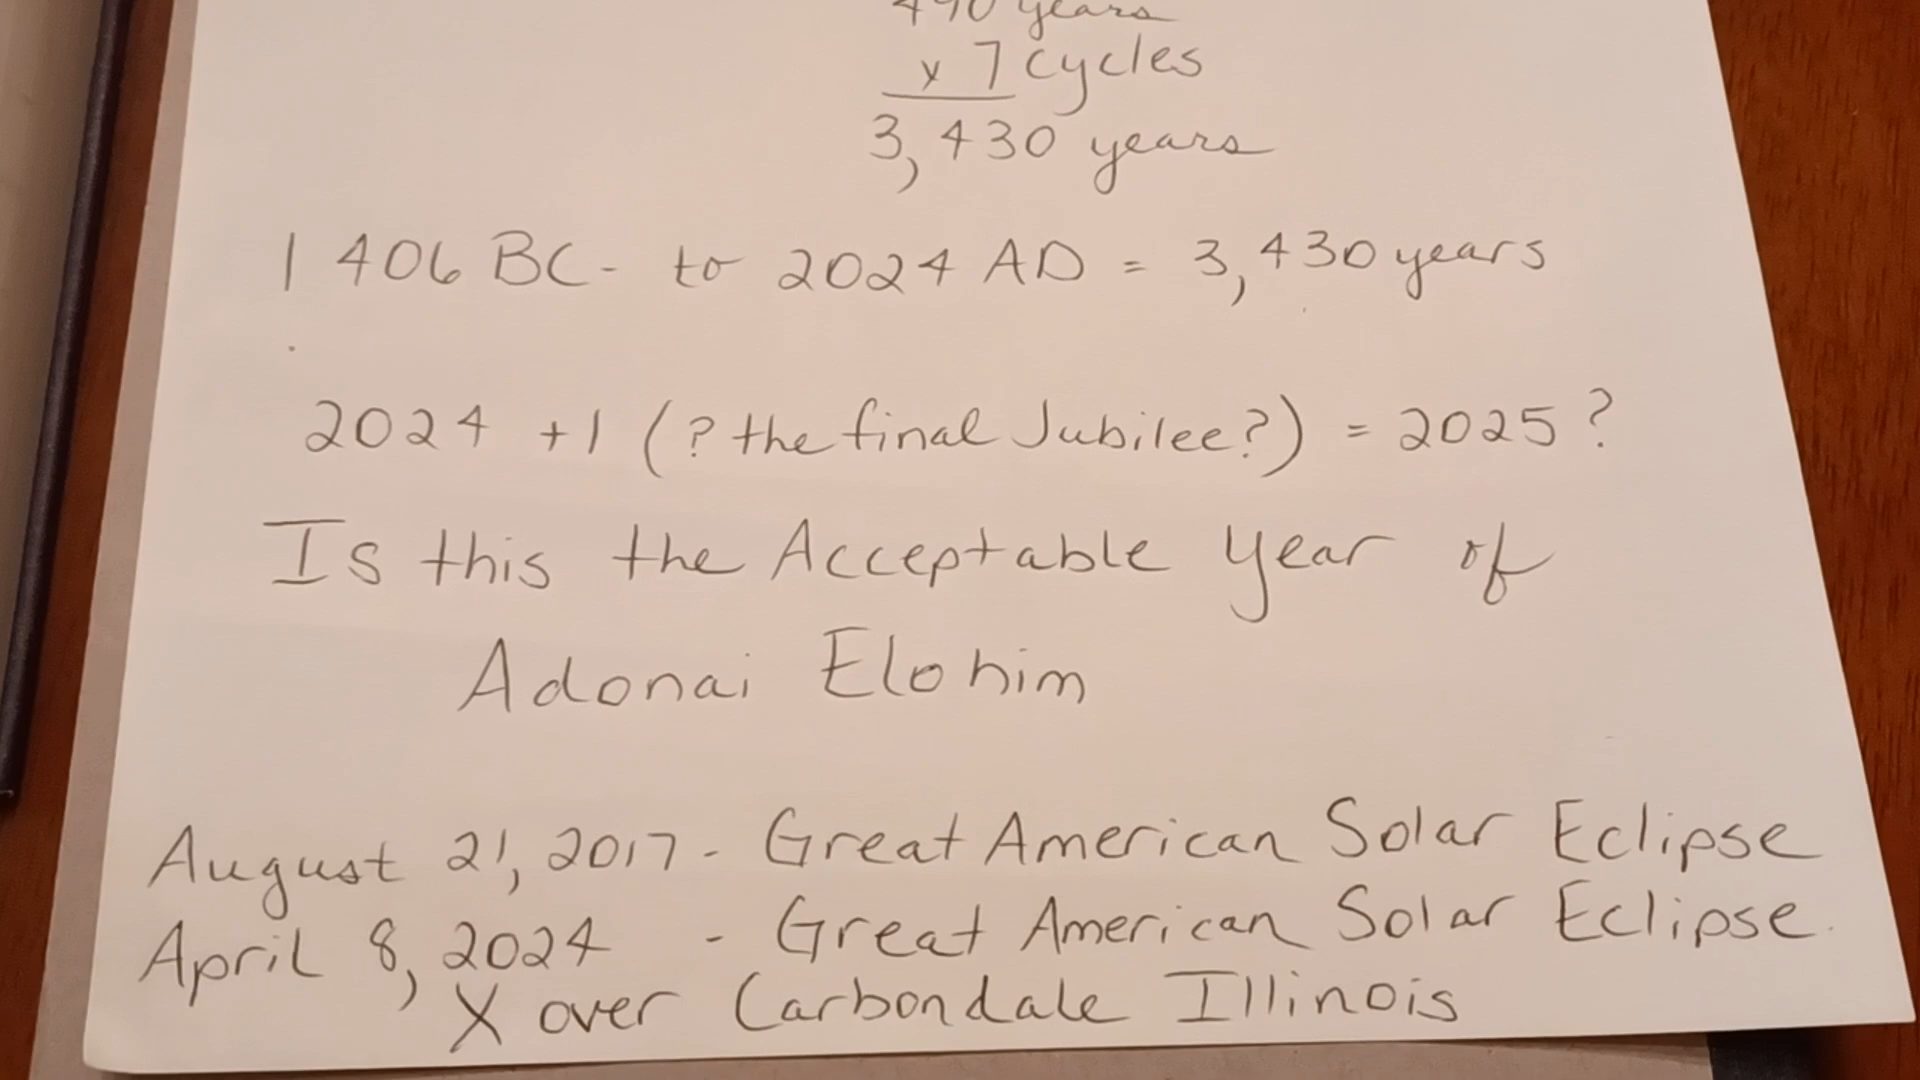 490 years
x 7 cycles
3,430 years
1406 BC - to 2024 AD = 3,430 years
2024 +1 (? the final Jubilee?) = 2025?
Is this the Acceptable Year of
Adonai Elohim
August 21, 2017 - Great American Solar Eclipse
April 8, 2024 - Great American Solar Eclipse.
X over Carbondale Illinois